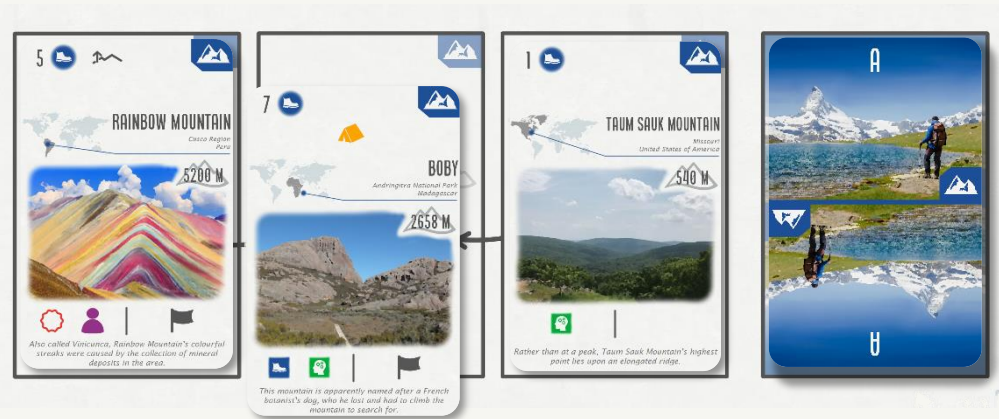 5
RAINBOW MOUNTAIN
Cusco Region
Peru
5200 M
Also called Vinicunca, Rainbow Mountain's colourful
streaks were caused by the collection of mineral
deposits in the area.
7
BOBY
Andringitra National Park
Madagascar
2658 M
This mountain is apparently named after a French
botanist's dog, who he lost and had to climb the
mountain to search for.
1
TAUM SAUK MOUNTAIN
Missouri
United States of America
540 M
Rather than at a peak, Taum Sauk Mountain's highest
point lies upon an elongated ridge.
A
A